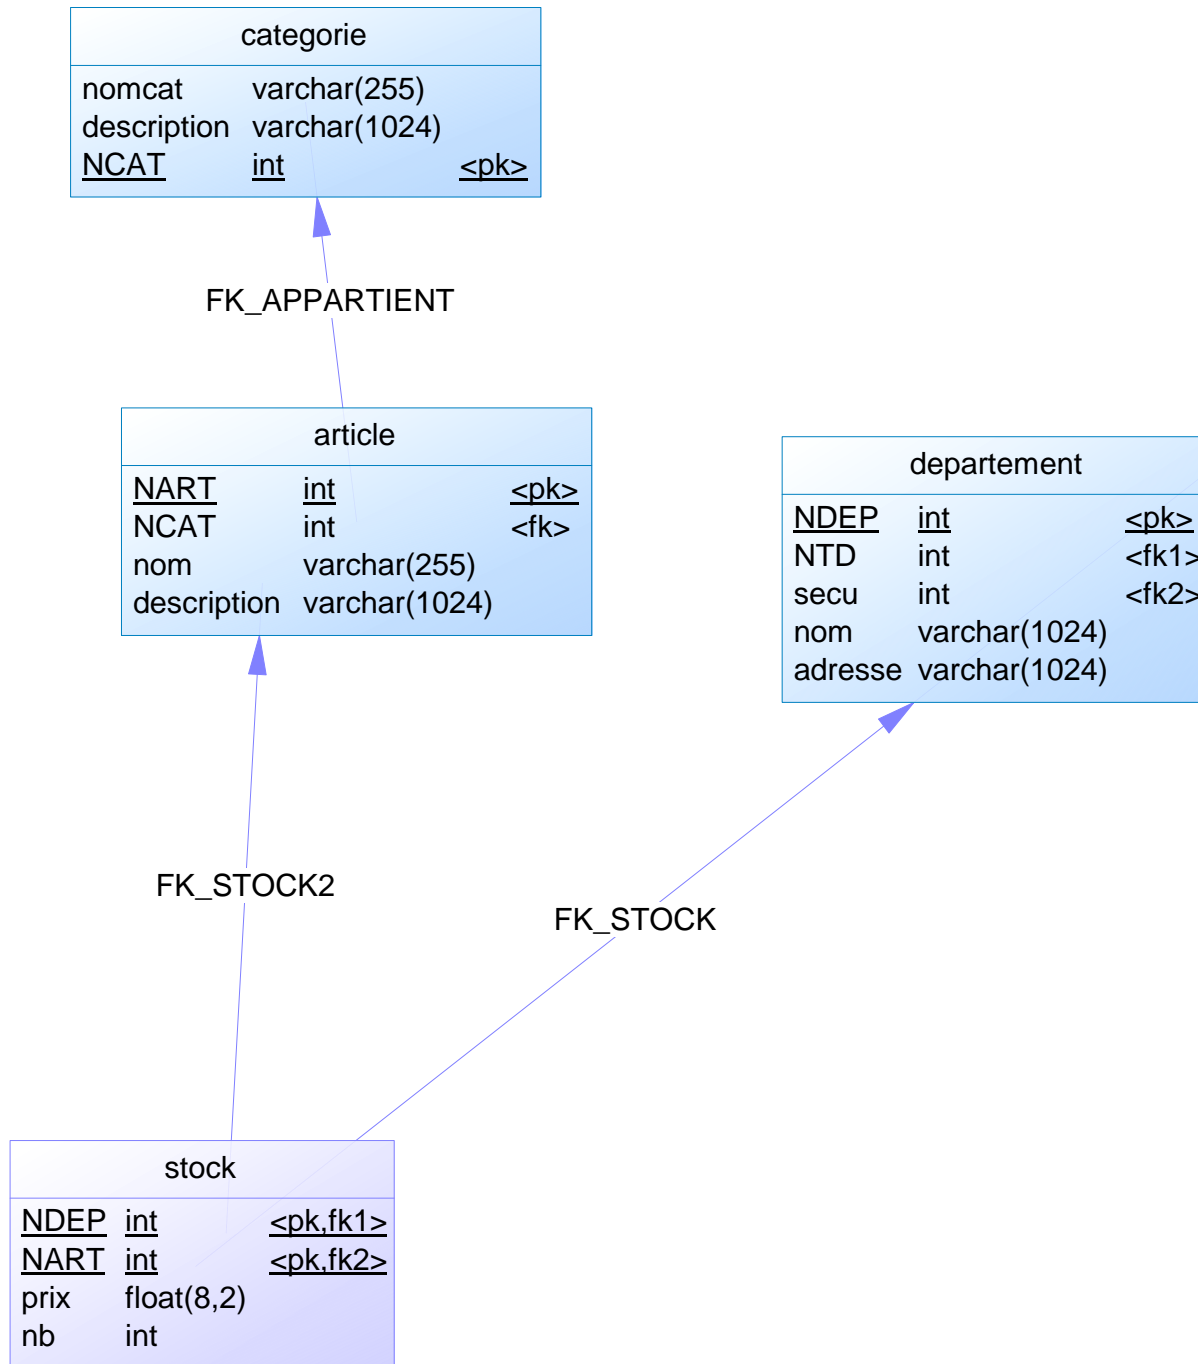 categorie
nomcat varchar(255)
description varchar(1024)
NCAT int <pk>
FK_APPARTIENT
article
NART int <pk>
NCAT int <fk>
nom varchar(255)
description varchar(1024)
departement
NDEP int <pk>
NTD int <fk1>
secu int <fk2>
nom varchar(1024)
adresse varchar(1024)
FK_STOCK2
FK_STOCK
stock
NDEP int <pk,fk1>
NART int <pk,fk2>
prix float(8,2)
nb int